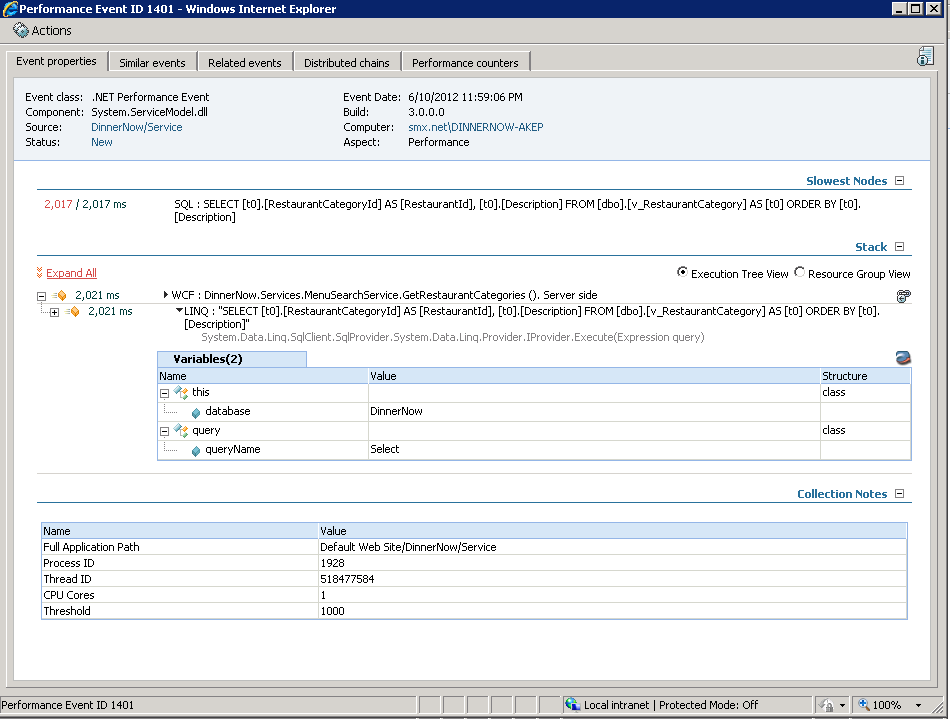 Performance Event ID 1401 - Windows Internet Explorer
Actions
Event properties Similar events Related events Distributed chains Performance counters
Event class: .NET Performance Event Event Date: 6/10/2012 11:59:06 PM
Component: System.ServiceModel.dll Build: 3.0.0.0
Source: DinnerNow/Service Computer: smx.net\DINNERNOW-AKEP
Status: New Aspect: Performance
Slowest Nodes
2,017 / 2,017 ms SQL : SELECT [t0].[RestaurantCategoryId] AS [RestaurantId], [t0].[Description] FROM [dbo].[v_RestaurantCategory] AS [t0] ORDER BY [t0].
[Description]
Stack
Expand All Execution Tree View Resource Group View
2,021 ms WCF : DinnerNow.Services.MenuSearchService.GetRestaurantCategories (). Server side
2,021 ms LINQ : "SELECT [t0].[RestaurantCategoryId] AS [RestaurantId], [t0].[Description] FROM [dbo].[v_RestaurantCategory] AS [t0] ORDER BY [t0].
[Description]"
System.Data.Linq.SqlClient.SqlProvider.System.Data.Linq.Provider.IProvider.Execute(Expression query)
Variables(2)
Name Value Structure
this class
database DinnerNow
query class
queryName Select
Collection Notes
Name Value
Full Application Path Default Web Site/DinnerNow/Service
Process ID 1928
Thread ID 518477584
CPU Cores 1
Threshold 1000
Performance Event ID 1401 Local intranet | Protected Mode: Off 100%